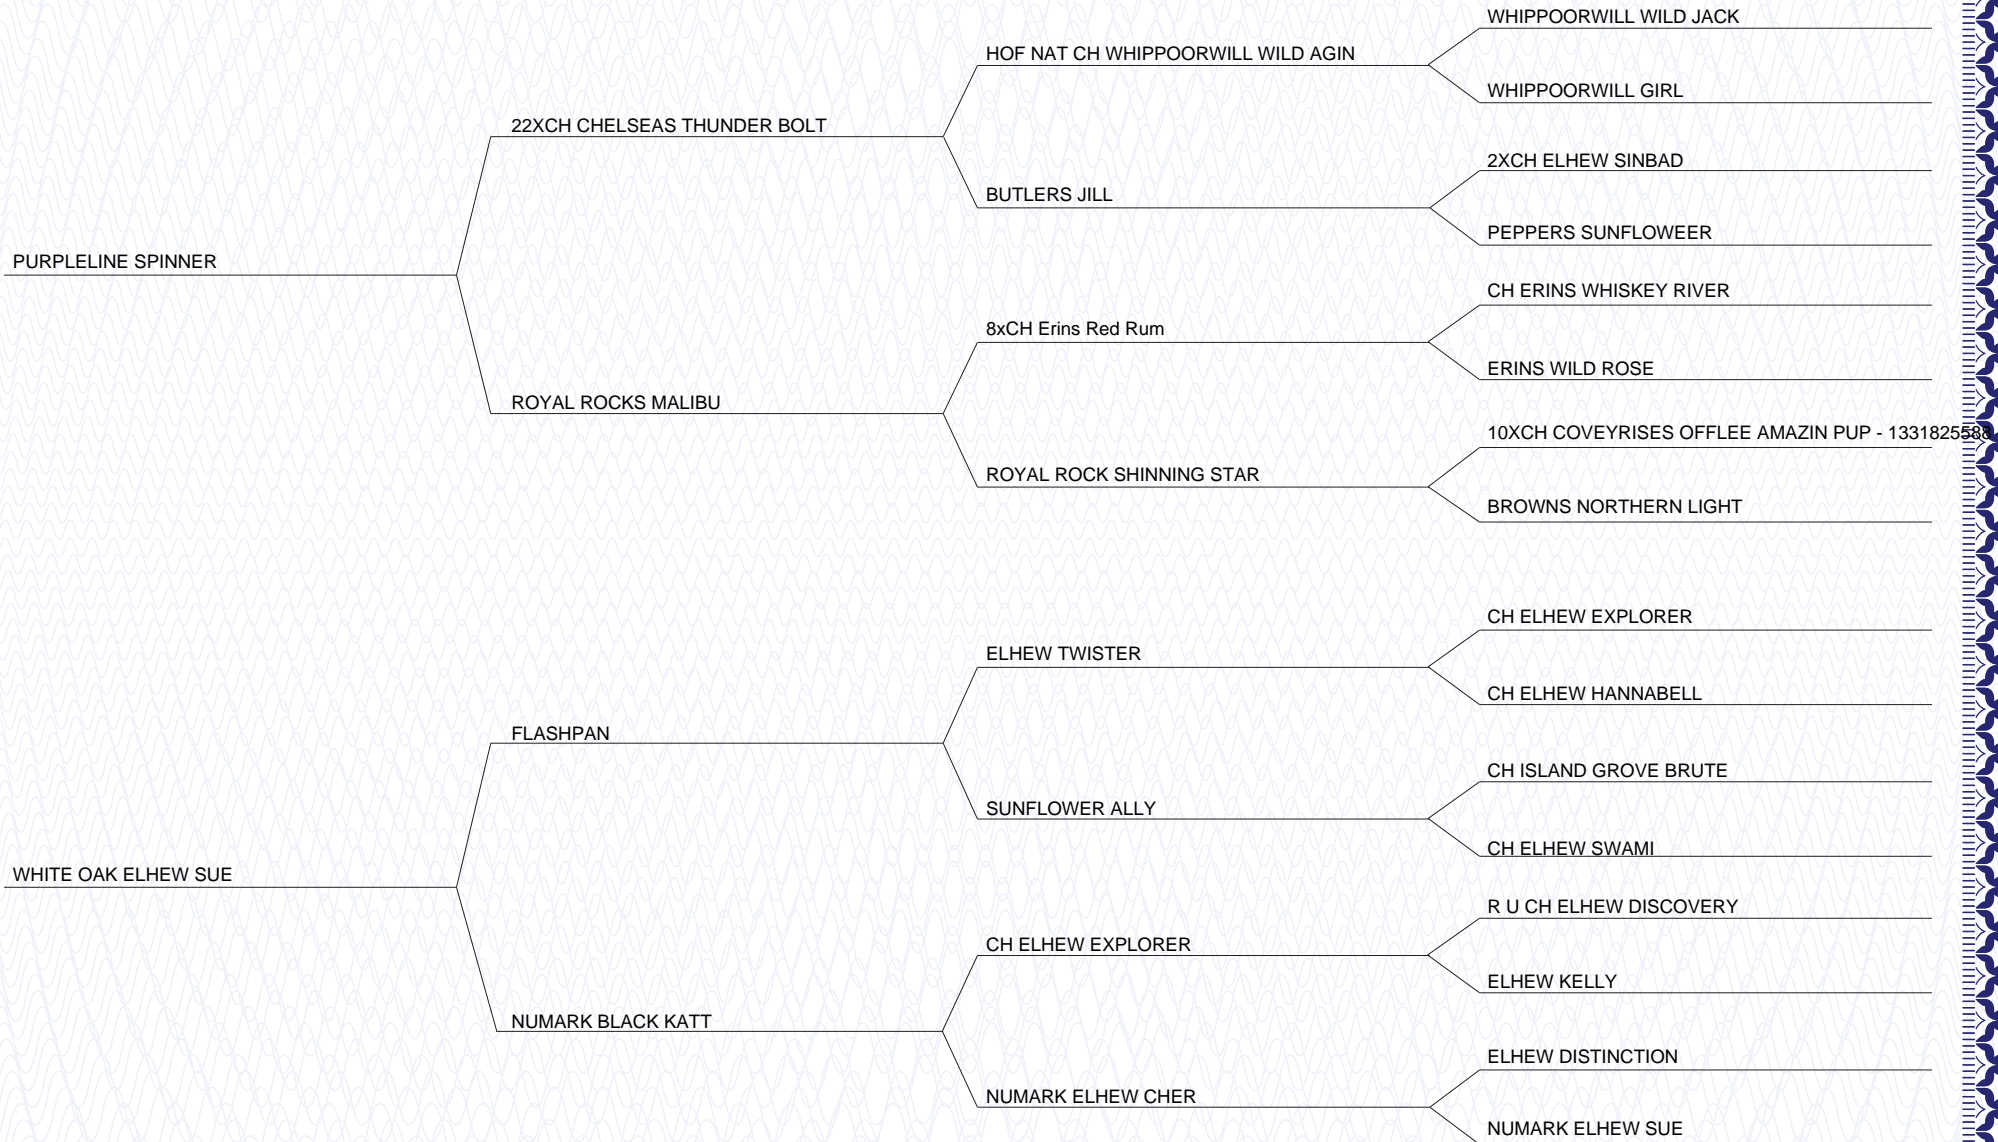 WHIPPOORWILL WILD JACK
HOF NAT CH WHIPPOORWILL WILD AGIN
WHIPPOORWILL GIRL
22XCH CHELSEAS THUNDER BOLT
2XCH ELHEW SINBAD
BUTLERS JILL
PEPPERS SUNFLOWEER
PURPLELINE SPINNER
CH ERINS WHISKEY RIVER
8xCH Erins Red Rum
ERINS WILD ROSE
ROYAL ROCKS MALIBU
10XCH COVEYRISES OFFLEE AMAZIN PUP - 1331825588
ROYAL ROCK SHINNING STAR
BROWNS NORTHERN LIGHT
CH ELHEW EXPLORER
ELHEW TWISTER
CH ELHEW HANNABELL
FLASHPAN
CH ISLAND GROVE BRUTE
SUNFLOWER ALLY
CH ELHEW SWAMI
WHITE OAK ELHEW SUE
R U CH ELHEW DISCOVERY
CH ELHEW EXPLORER
ELHEW KELLY
NUMARK BLACK KATT
ELHEW DISTINCTION
NUMARK ELHEW CHER
NUMARK ELHEW SUE